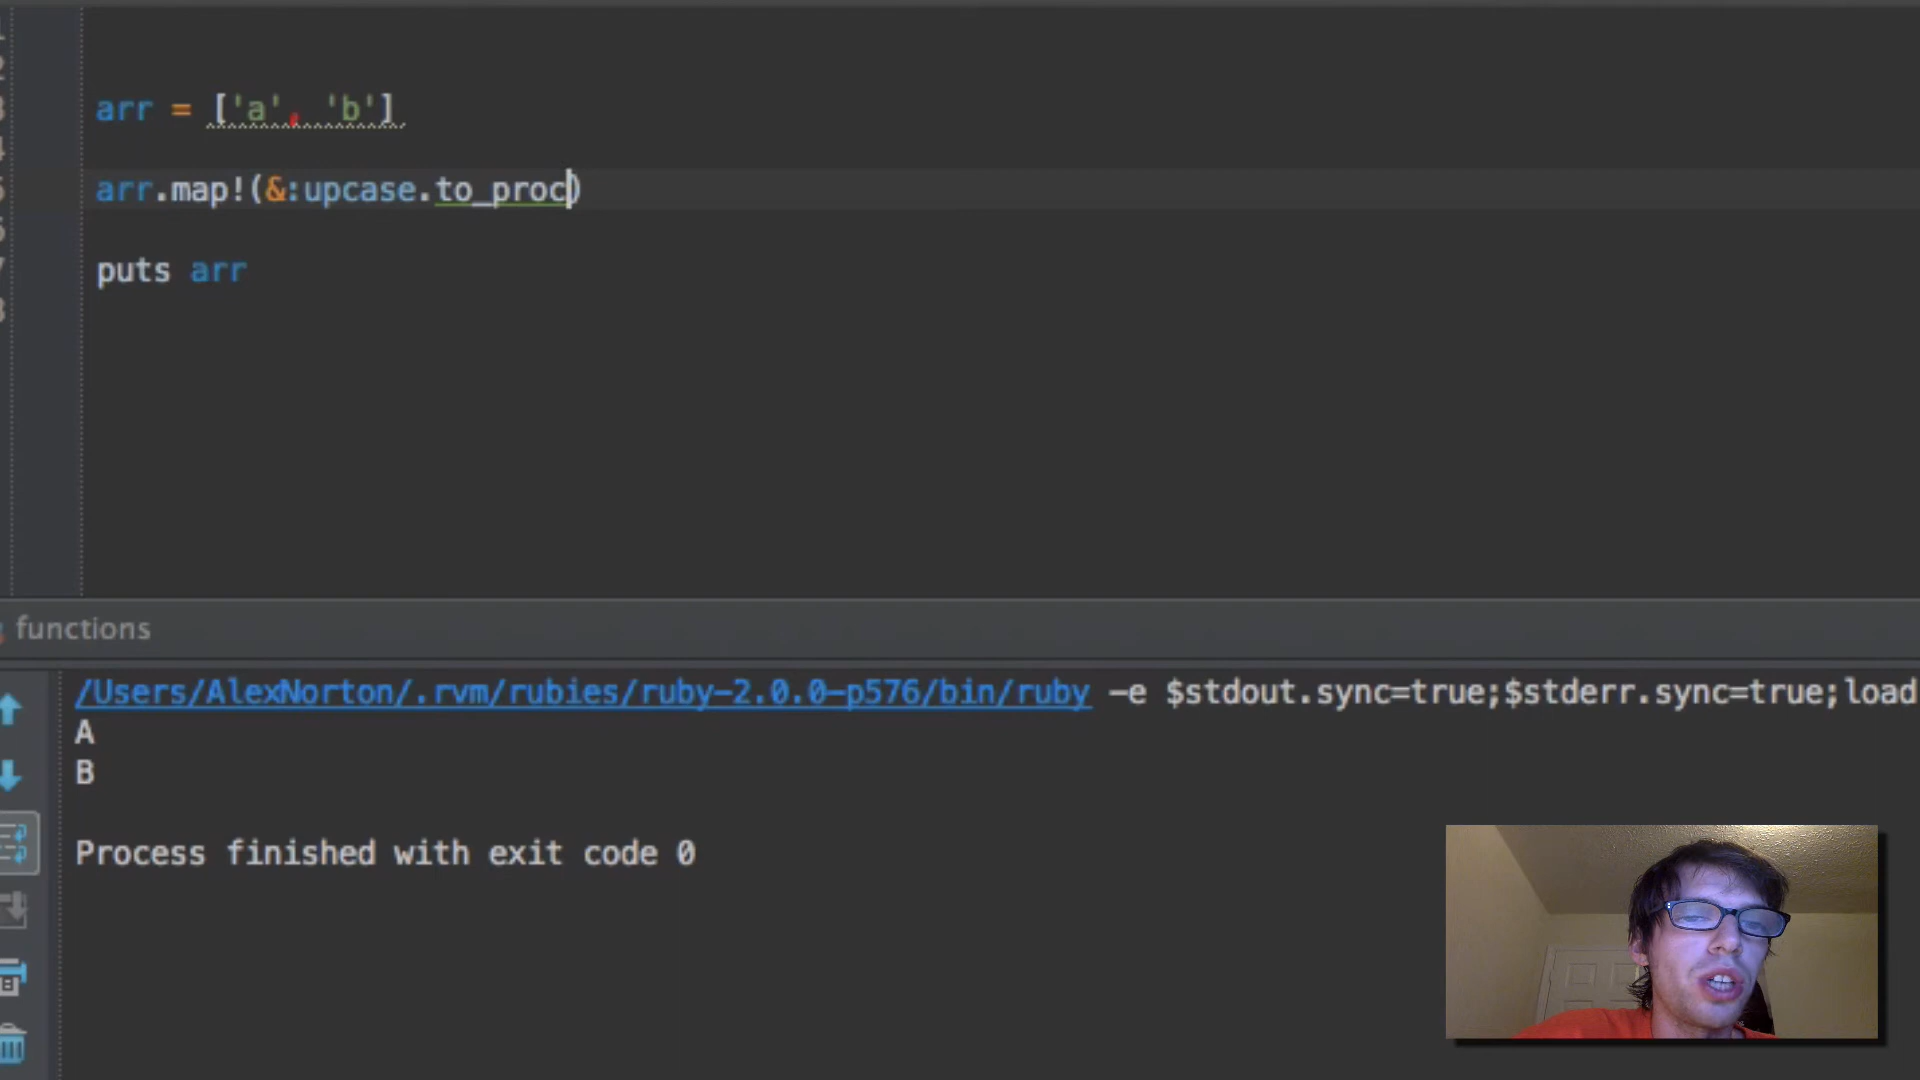 arr = ['a', 'b']
arr.map!(&:upcase.to_proc)
puts arr
functions
/Users/AlexNorton/.rvm/rubies/ruby-2.0.0-p576/bin/ruby -e $stdout.sync=true;$stderr.sync=true;load
A
B
Process finished with exit code 0